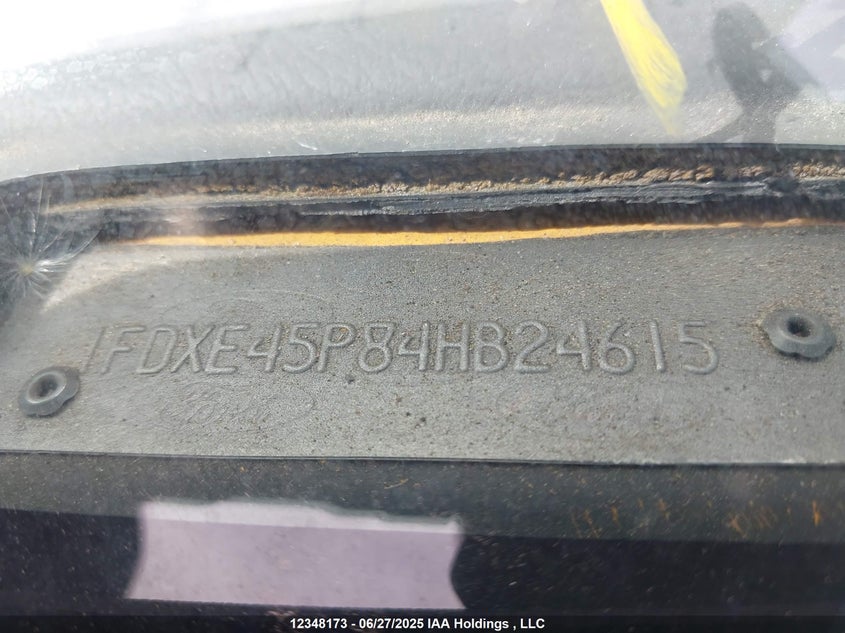 1FDXE45P84HB24615
12348173 - 06/27/2025 IAA Holdings , LLC